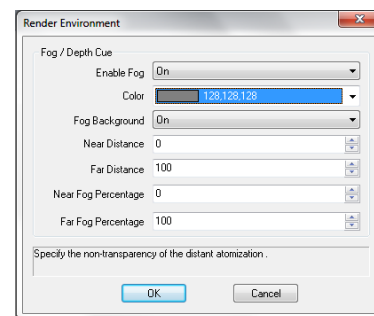 Render Environment
Fog / Depth Cue
Enable Fog On
Color 128,128,128
Fog Background On
Near Distance 0
Far Distance 100
Near Fog Percentage 0
Far Fog Percentage 100
Specify the non-transparency of the distant atomization .
OK Cancel